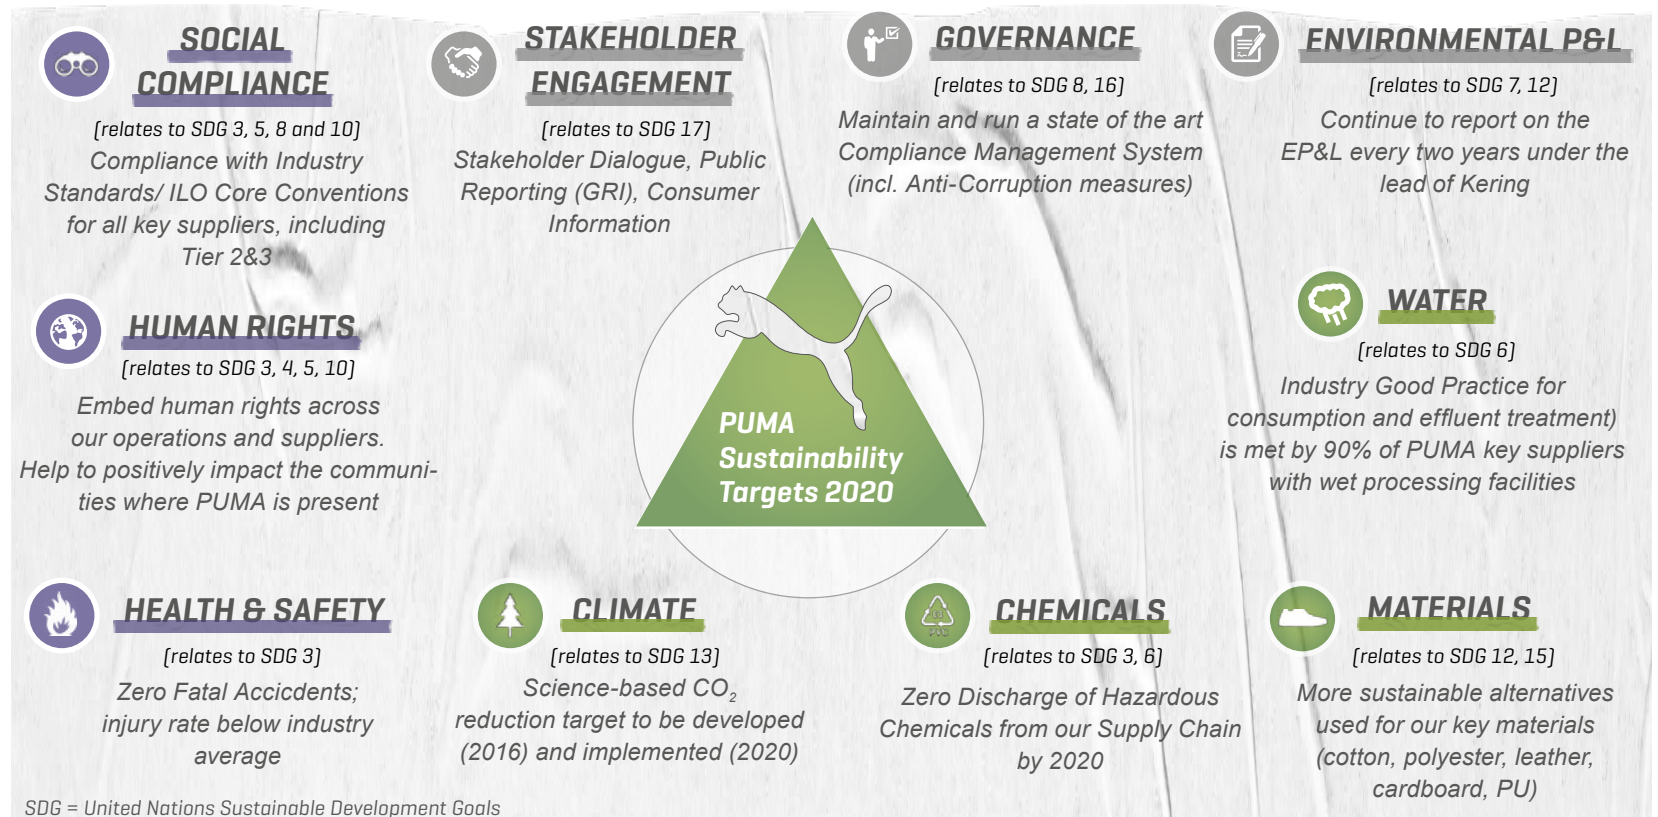 SOCIAL
COMPLIANCE
(relates to SDG 3, 5, 8 and 10)
Compliance with Industry
Standards/ ILO Core Conventions
for all key suppliers, including
Tier 2&3
STAKEHOLDER
ENGAGEMENT
(relates to SDG 17)
Stakeholder Dialogue, Public
Reporting (GRI), Consumer
Information
GOVERNANCE
(relates to SDG 8, 16)
Maintain and run a state of the art
Compliance Management System
(incl. Anti-Corruption measures)
ENVIRONMENTAL P&L
(relates to SDG 7, 12)
Continue to report on the
EP&L every two years under the
lead of Kering
HUMAN RIGHTS
(relates to SDG 3, 4, 5, 10)
Embed human rights across
our operations and suppliers.
Help to positively impact the communi-
ties where PUMA is present
PUMA
Sustainability
Targets 2020
WATER
(relates to SDG 6)
Industry Good Practice for
consumption and effluent treatment)
is met by 90% of PUMA key suppliers
with wet processing facilities
HEALTH & SAFETY
(relates to SDG 3)
Zero Fatal Accicdents;
injury rate below industry
average
CLIMATE
(relates to SDG 13)
Science-based CO₂
reduction target to be developed
(2016) and implemented (2020)
CHEMICALS
(relates to SDG 3, 6)
Zero Discharge of Hazardous
Chemicals from our Supply Chain
by 2020
MATERIALS
(relates to SDG 12, 15)
More sustainable alternatives
used for our key materials
(cotton, polyester, leather,
cardboard, PU)
SDG = United Nations Sustainable Development Goals